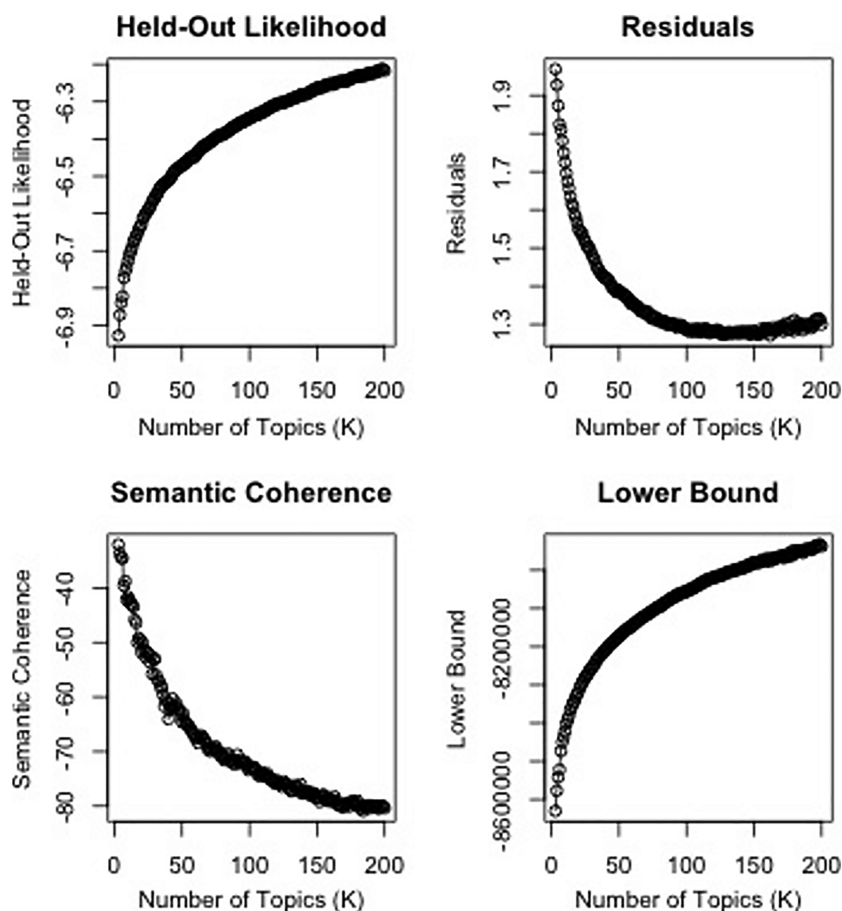 Held-Out Likelihood
Held-Out Likelihood
-6.3
-6.5
-6.7
-6.9
0 50 100 150 200
Number of Topics (K)
Residuals
Residuals
1.9
1.7
1.5
1.3
0 50 100 150 200
Number of Topics (K)
Semantic Coherence
Semantic Coherence
-40
-50
-60
-70
-80
0 50 100 150 200
Number of Topics (K)
Lower Bound
Lower Bound
-8200000
-8600000
0 50 100 150 200
Number of Topics (K)